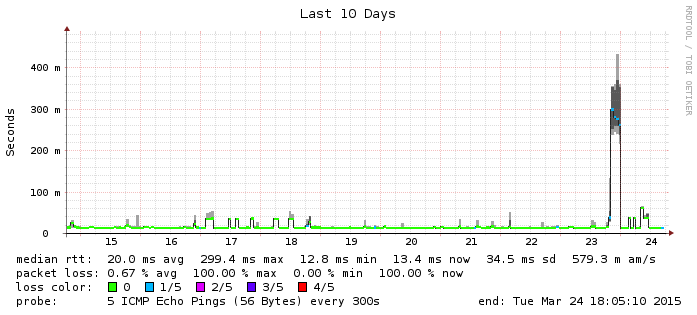 Last 10 Days
RRDTOOL / TOBI OETIKER
Seconds
400 m
300 m
200 m
100 m
0
15 16 17 18 19 20 21 22 23 24
median rtt: 20.0 ms avg 299.4 ms max 12.8 ms min 13.4 ms now 34.5 ms sd 579.3 m am/s
packet loss: 0.67 % avg 100.00 % max 0.00 % min 100.00 % now
loss color: 0 1/5 2/5 3/5 4/5
probe: 5 ICMP Echo Pings (56 Bytes) every 300s end: Tue Mar 24 18:05:10 2015